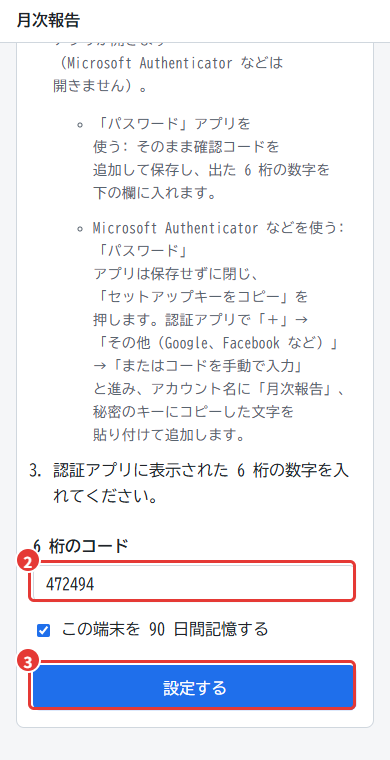 月次報告
アプリが開きます
（Microsoft Authenticator などは
開きません）。
「パスワード」アプリを
使う: そのまま確認コードを
追加して保存し、出た 6 桁の数字を
下の欄に入れます。
Microsoft Authenticator などを使う:
「パスワード」
アプリは保存せずに閉じ、
「セットアップキーをコピー」を
押します。認証アプリで「＋」→
「その他（Google、Facebook など）」
→「またはコードを手動で入力」
と進み、アカウント名に「月次報告」、
秘密のキーにコピーした文字を
貼り付けて追加します。
3. 認証アプリに表示された 6 桁の数字を入
れてください。
6 桁のコード
2
472494
この端末を 90 日間記憶する
3
設定する